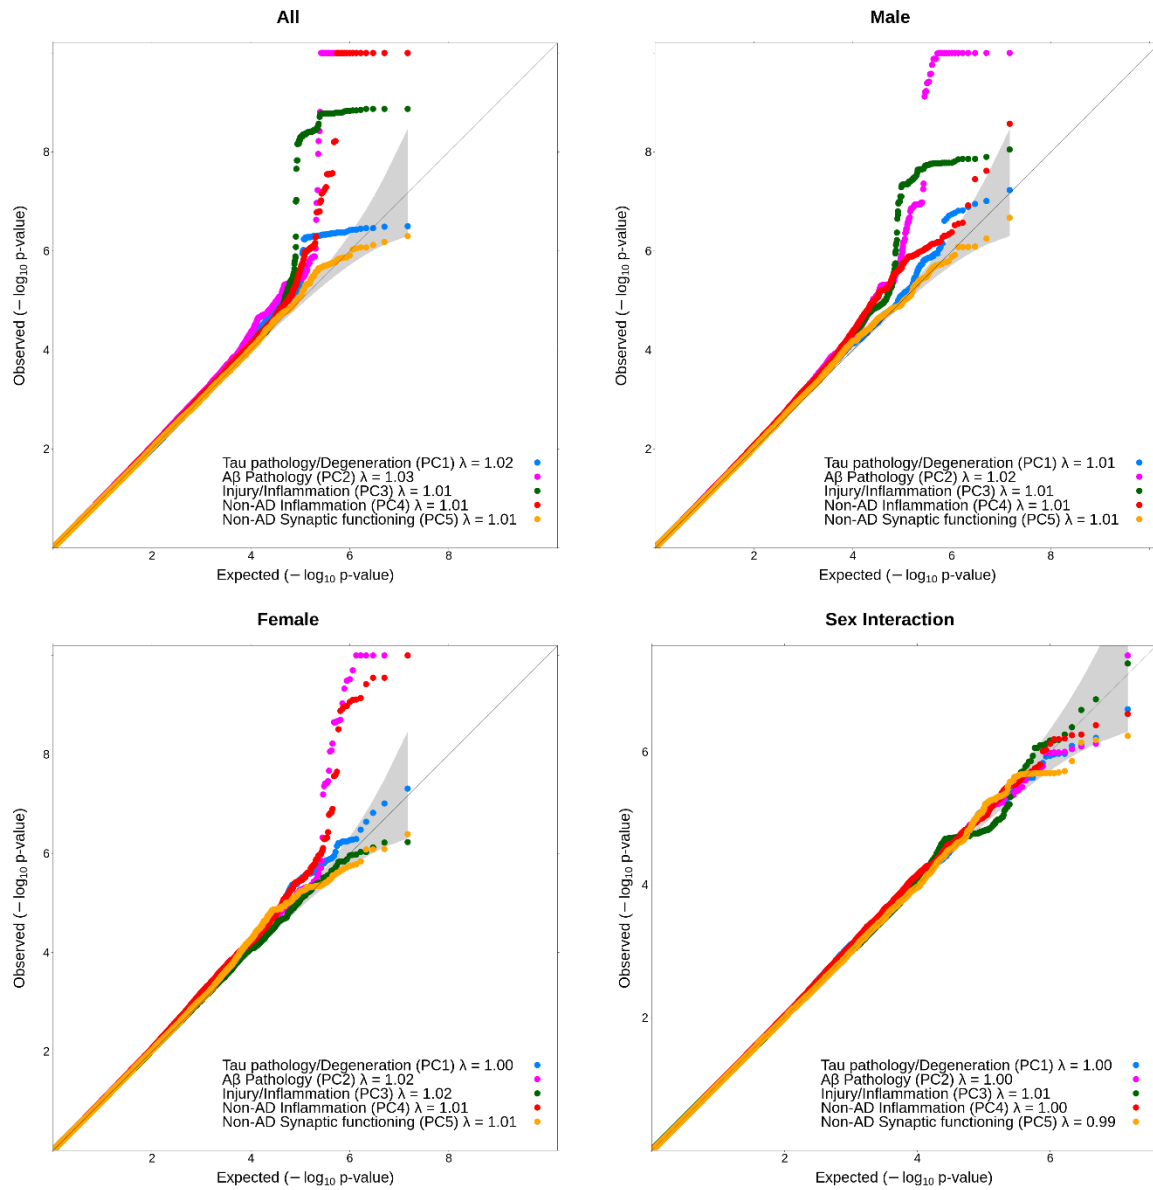 All
Observed (− log10 p-value)
8
6
4
2
Tau pathology/Degeneration (PC1) λ = 1.02
Aβ Pathology (PC2) λ = 1.03
Injury/Inflammation (PC3) λ = 1.01
Non-AD Inflammation (PC4) λ = 1.01
Non-AD Synaptic functioning (PC5) λ = 1.01
2 4 6 8
Expected (− log10 p-value)
Male
Observed (− log10 p-value)
8
6
4
2
Tau pathology/Degeneration (PC1) λ = 1.01
Aβ Pathology (PC2) λ = 1.02
Injury/Inflammation (PC3) λ = 1.01
Non-AD Inflammation (PC4) λ = 1.01
Non-AD Synaptic functioning (PC5) λ = 1.01
2 4 6 8
Expected (− log10 p-value)
Female
Observed (− log10 p-value)
8
6
4
2
Tau pathology/Degeneration (PC1) λ = 1.00
Aβ Pathology (PC2) λ = 1.02
Injury/Inflammation (PC3) λ = 1.02
Non-AD Inflammation (PC4) λ = 1.01
Non-AD Synaptic functioning (PC5) λ = 1.01
2 4 6 8
Expected (− log10 p-value)
Sex Interaction
Observed (− log10 p-value)
6
4
2
Tau pathology/Degeneration (PC1) λ = 1.00
Aβ Pathology (PC2) λ = 1.00
Injury/Inflammation (PC3) λ = 1.01
Non-AD Inflammation (PC4) λ = 1.00
Non-AD Synaptic functioning (PC5) λ = 0.99
2 4 6
Expected (− log10 p-value)